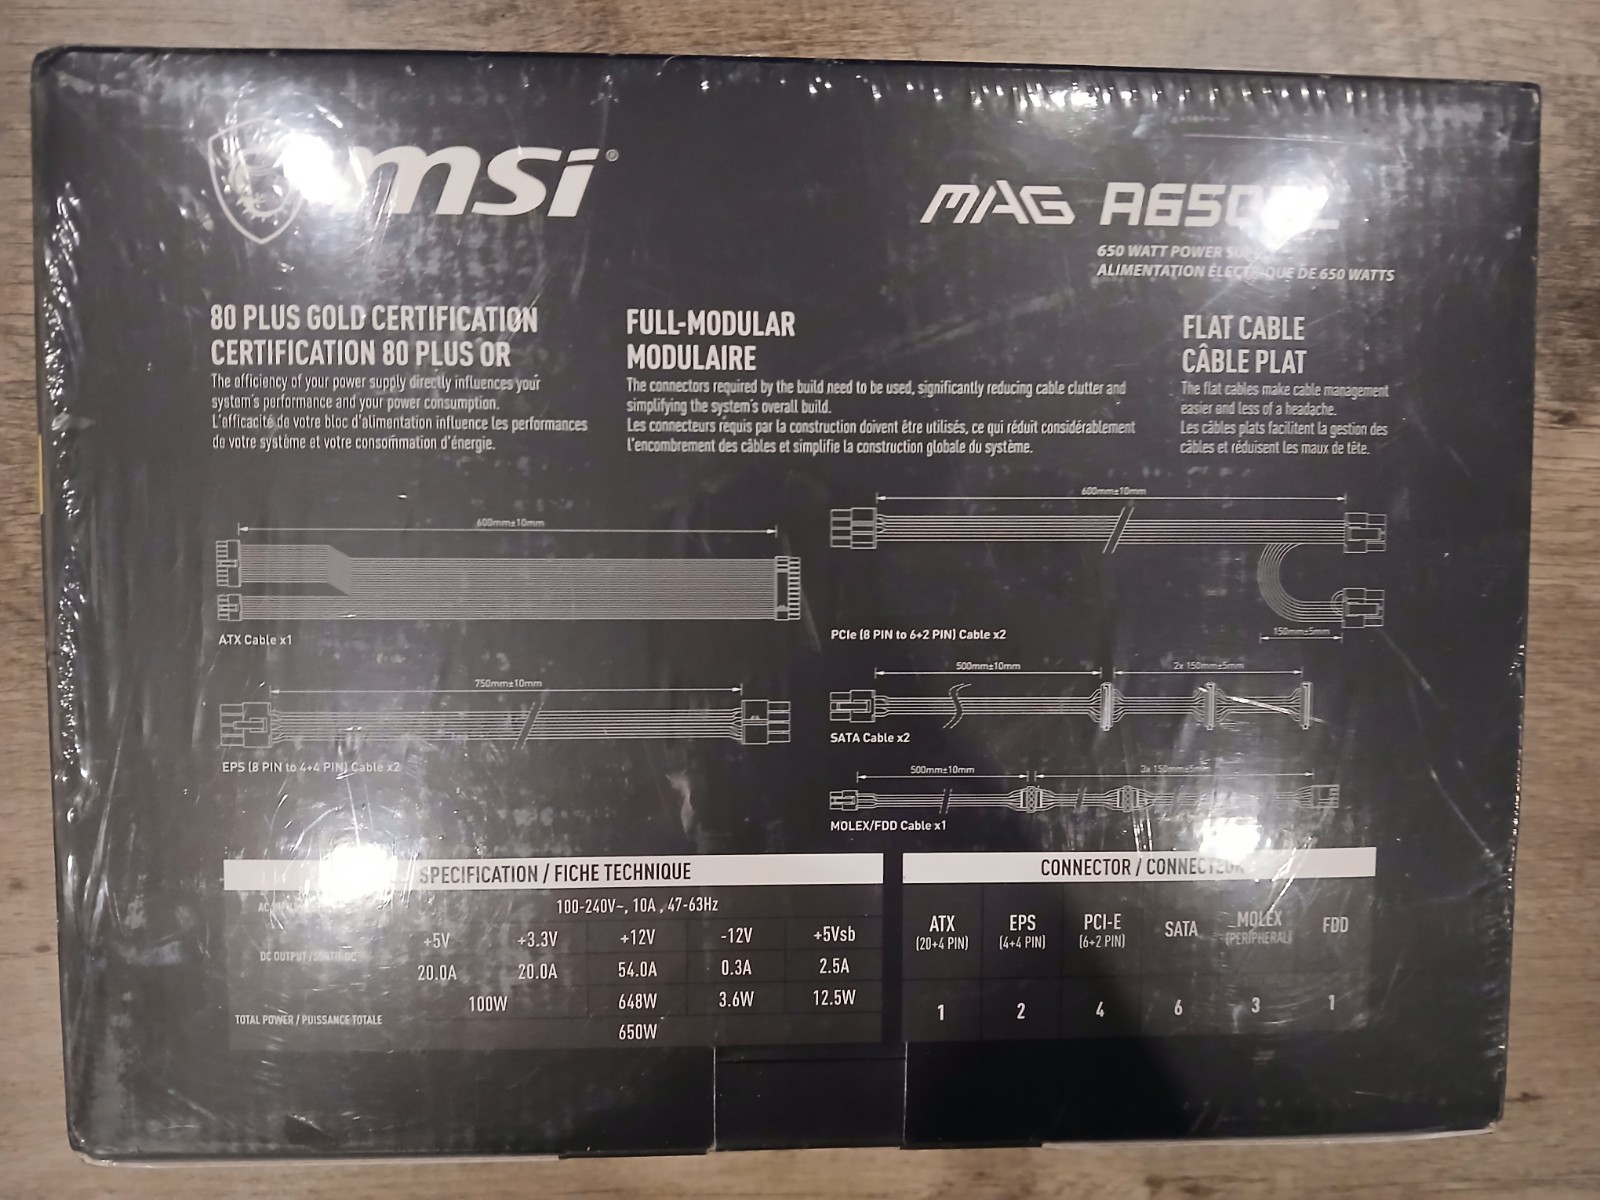 msi®
MAG
650 WATT POWER
ALIMENTATION ÉLECTRIQUE DE 650 WATTS
80 PLUS GOLD CERTIFICATION
CERTIFICATION 80 PLUS OR
The efficiency of your power supply directly influences your
system's performance and your power consumption.
L'efficacité de votre bloc d'alimentation influence les performances
de votre système et votre consommation d'énergie.
FULL-MODULAR
MODULAIRE
The connectors required by the build need to be used, significantly reducing cable clutter and
simplifying the system's overall build.
Les connecteurs requis par la construction doivent être utilisés, ce qui réduit considérablement
l'encombrement des câbles et simplifie la construction globale du système.
FLAT CABLE
CÂBLE PLAT
The flat cables make cable management
easier and less of a headache.
Les câbles plats facilitent la gestion des
câbles et réduisent les maux de tête.
600mm±10mm
ATX Cable x1
750mm±10mm
EPS (8 PIN to 4+4 PIN) Cable x2
600mm±10mm
150mm±5mm
PCIe (8 PIN to 6+2 PIN) Cable x2
500mm±10mm 2x 150mm±5mm
SATA Cable x2
500mm±10mm 3x 150mm±5mm
MOLEX/FDD Cable x1
SPECIFICATION / FICHE TECHNIQUE
100-240V~, 10A , 47-63Hz
DC OUTPUT
+5V +3.3V +12V -12V +5Vsb
20.0A 20.0A 54.0A 0.3A 2.5A
TOTAL POWER / PUISSANCE TOTALE
100W 648W 3.6W 12.5W
650W
CONNECTOR / CONNECTEUR
ATX EPS PCI-E SATA MOLEX FDD
(20+4 PIN) (4+4 PIN) (6+2 PIN) (PERIPHERAL)
1 2 4 6 3 1